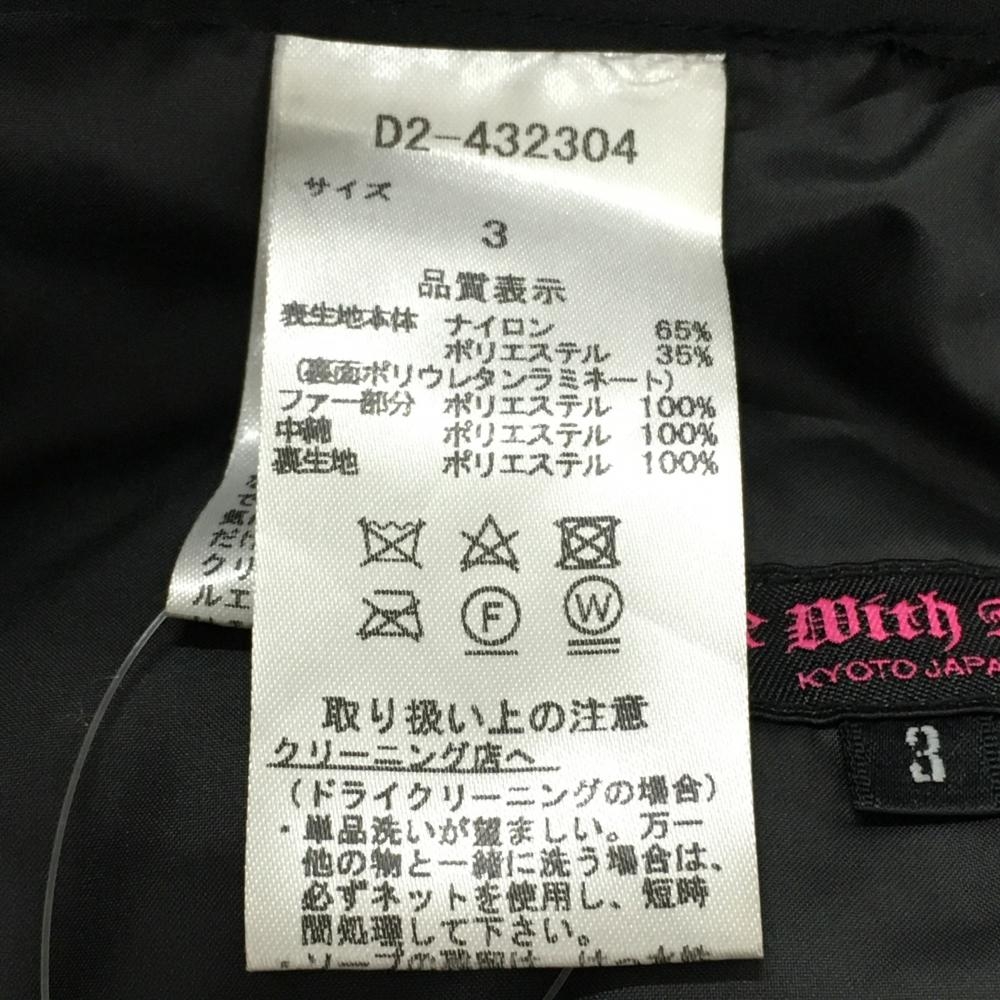 D2-432304
サイズ
3
品質表示
表生地本体 ナイロン 65%
ポリエステル 35%
(裏面ポリウレタンラミネート)
ファー部分 ポリエステル 100%
中綿 ポリエステル 100%
裏生地 ポリエステル 100%
F W
取り扱い上の注意
クリーニング店へ
(ドライクリーニングの場合)
・単品洗いが望ましい。万一
他の物と一緒に洗う場合は、
必ずネットを使用し、短時
間処理して下さい。
で
だけ
クリ
ルエ
With
KYOTO JAPA
3